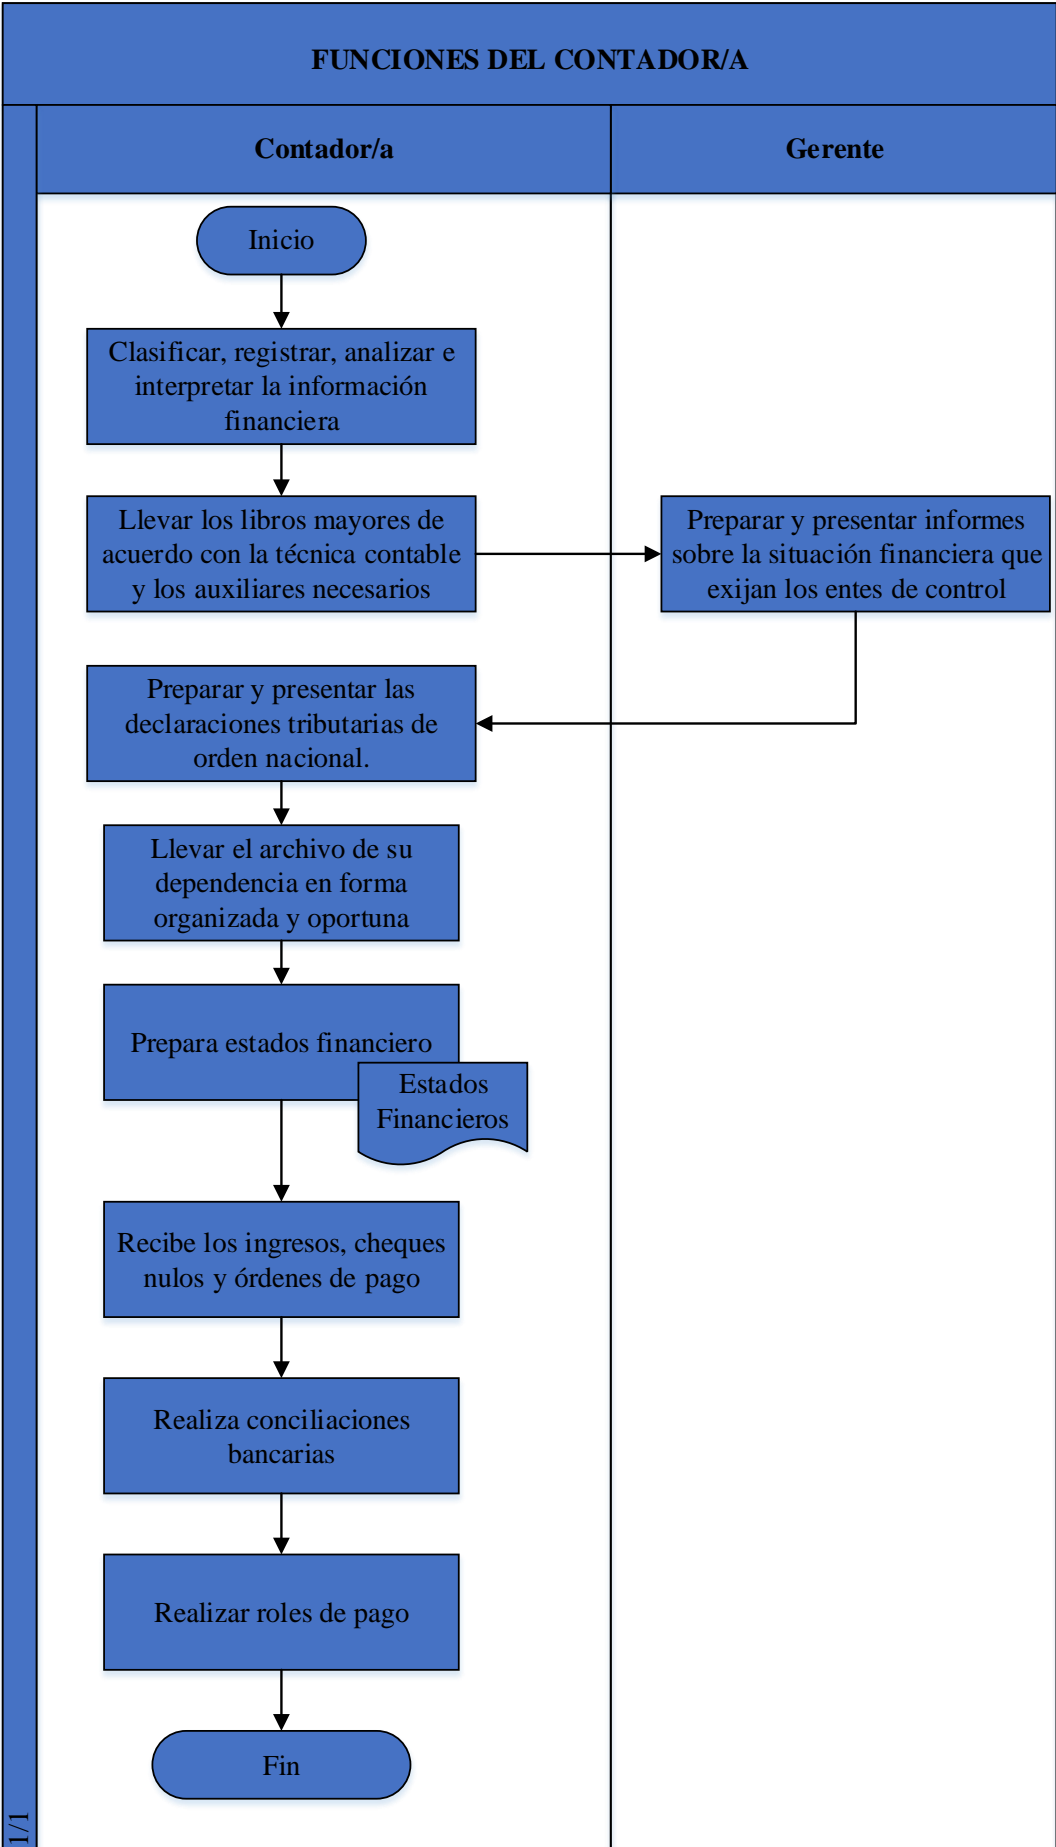 FUNCIONES DEL CONTADOR/A
Contador/a
Gerente
Inicio
Clasificar, registrar, analizar e
interpretar la información
financiera
Llevar los libros mayores de
acuerdo con la técnica contable
y los auxiliares necesarios
Preparar y presentar informes
sobre la situación financiera que
exijan los entes de control
Preparar y presentar las
declaraciones tributarias de
orden nacional.
Llevar el archivo de su
dependencia en forma
organizada y oportuna
Prepara estados financiero
Estados
Financieros
Recibe los ingresos, cheques
nulos y órdenes de pago
Realiza conciliaciones
bancarias
Realizar roles de pago
Fin
1/1